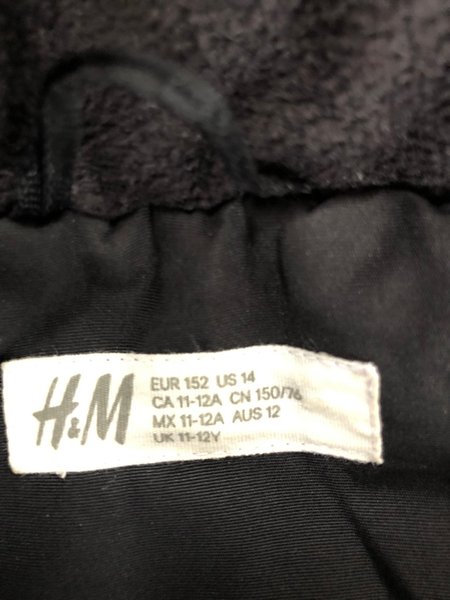 H&M
EUR 152 US 14
CA 11-12A CN 150/76
MX 11-12A AUS 12
UK 11-12Y